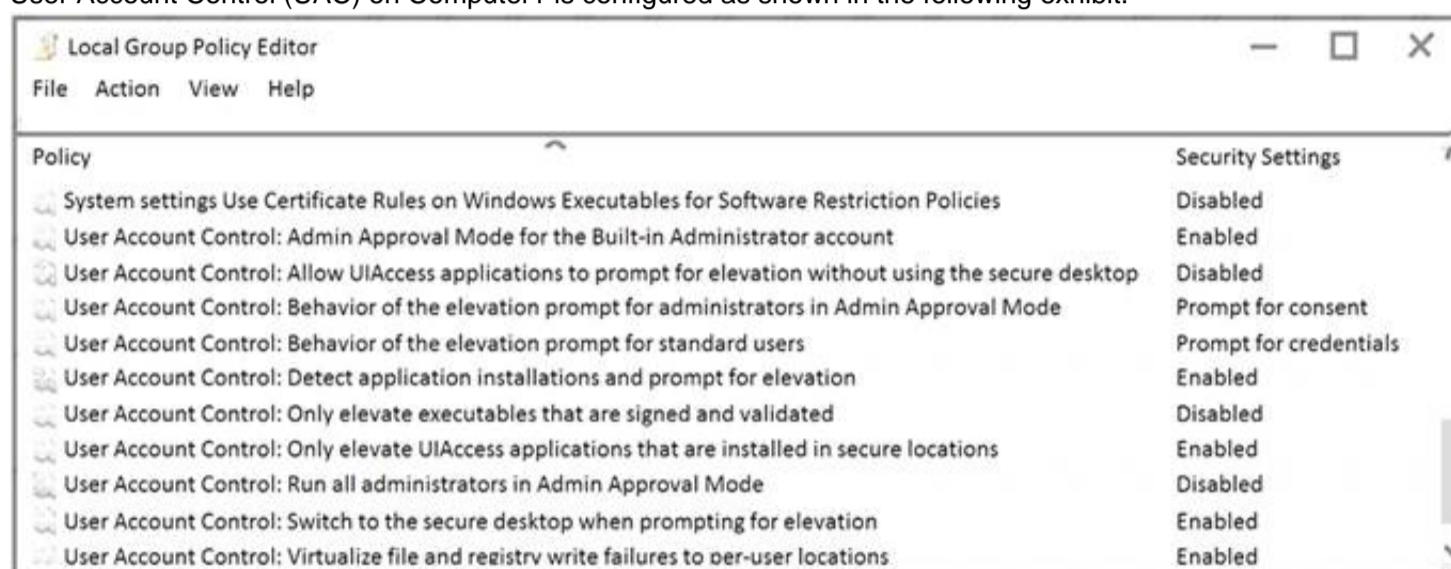 User Account Control (UAC) on Computer1 is configured as shown in the following exhibit.
Local Group Policy Editor
File Action View Help
Policy Security Settings
System settings Use Certificate Rules on Windows Executables for Software Restriction Policies Disabled
User Account Control: Admin Approval Mode for the Built-in Administrator account Enabled
User Account Control: Allow UIAccess applications to prompt for elevation without using the secure desktop Disabled
User Account Control: Behavior of the elevation prompt for administrators in Admin Approval Mode Prompt for consent
User Account Control: Behavior of the elevation prompt for standard users Prompt for credentials
User Account Control: Detect application installations and prompt for elevation Enabled
User Account Control: Only elevate executables that are signed and validated Disabled
User Account Control: Only elevate UIAccess applications that are installed in secure locations Enabled
User Account Control: Run all administrators in Admin Approval Mode Disabled
User Account Control: Switch to the secure desktop when prompting for elevation Enabled
User Account Control: Virtualize file and registry write failures to per-user locations Enabled